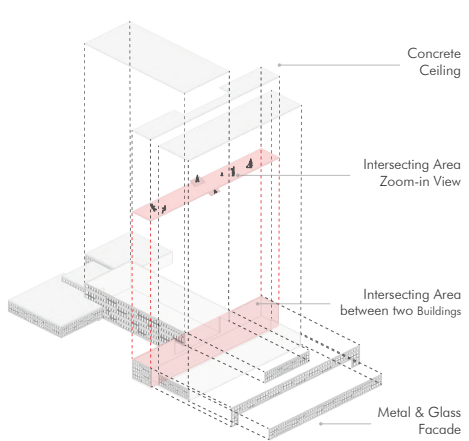 Concrete
Ceiling
Intersecting Area
Zoom-in View
Intersecting Area
between two Buildings
Metal & Glass
Facade